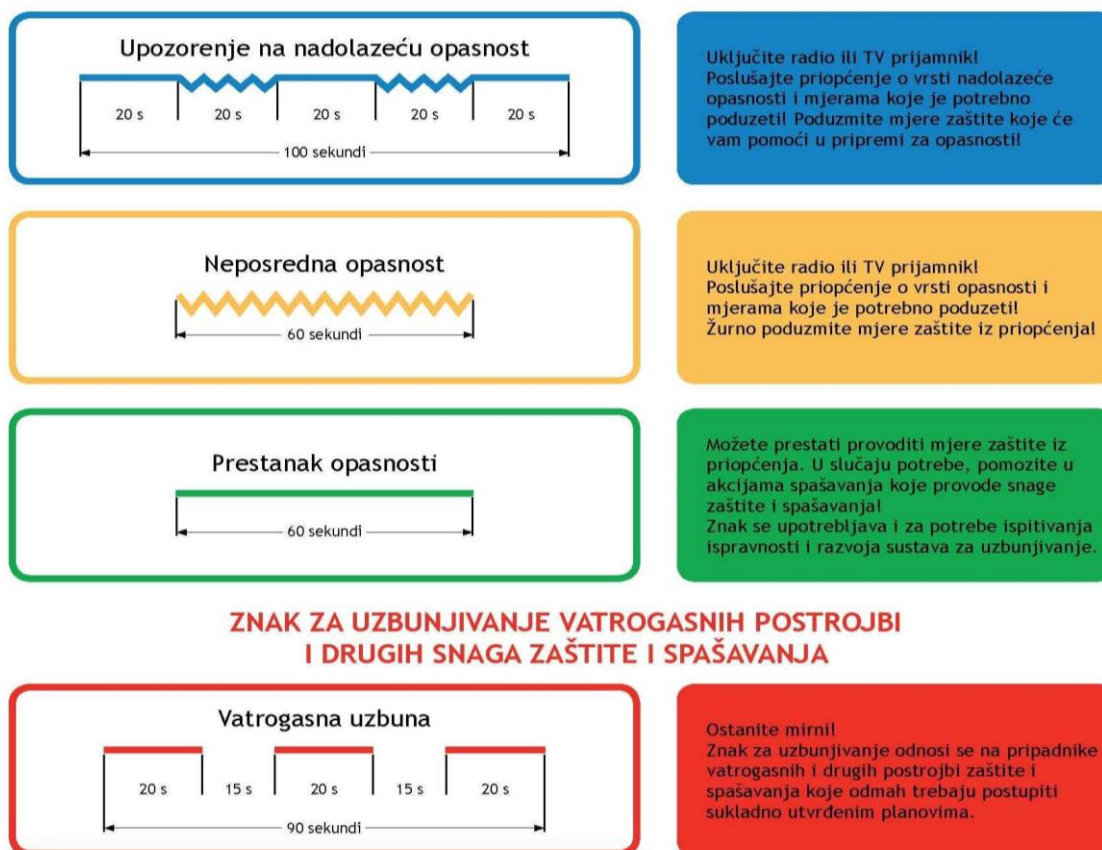 Upozorenje na nadolazeću opasnost
20 s 20 s 20 s 20 s 20 s
100 sekundi
Uključite radio ili TV prijamnik!
Poslušajte priopćenje o vrsti nadolazeće
opasnosti i mjerama koje je potrebno
poduzeti! Poduzmite mjere zaštite koje će
vam pomoći u pripremi za opasnosti!
Neposredna opasnost
60 sekundi
Uključite radio ili TV prijamnik!
Poslušajte priopćenje o vrsti opasnosti i
mjerama koje je potrebno poduzeti!
Žurno poduzmite mjere zaštite iz priopćenja!
Prestanak opasnosti
60 sekundi
Možete prestati provoditi mjere zaštite iz
priopćenja. U slučaju potrebe, pomozite u
akcijama spašavanja koje provode snage
zaštite i spašavanja!
Znak se upotrebljava i za potrebe ispitivanja
ispravnosti i razvoja sustava za uzbunjivanje.
ZNAK ZA UZBUNJIVANJE VATROGASNIH POSTROJBI
I DRUGIH SNAGA ZAŠTITE I SPAŠAVANJA
Vatrogasna uzbuna
20 s 15 s 20 s 15 s 20 s
90 sekundi
Ostanite mirni!
Znak za uzbunjivanje odnosi se na pripadnike
vatrogasnih i drugih postrojbi zaštite i
spašavanja koje odmah trebaju postupiti
sukladno utvrđenim planovima.